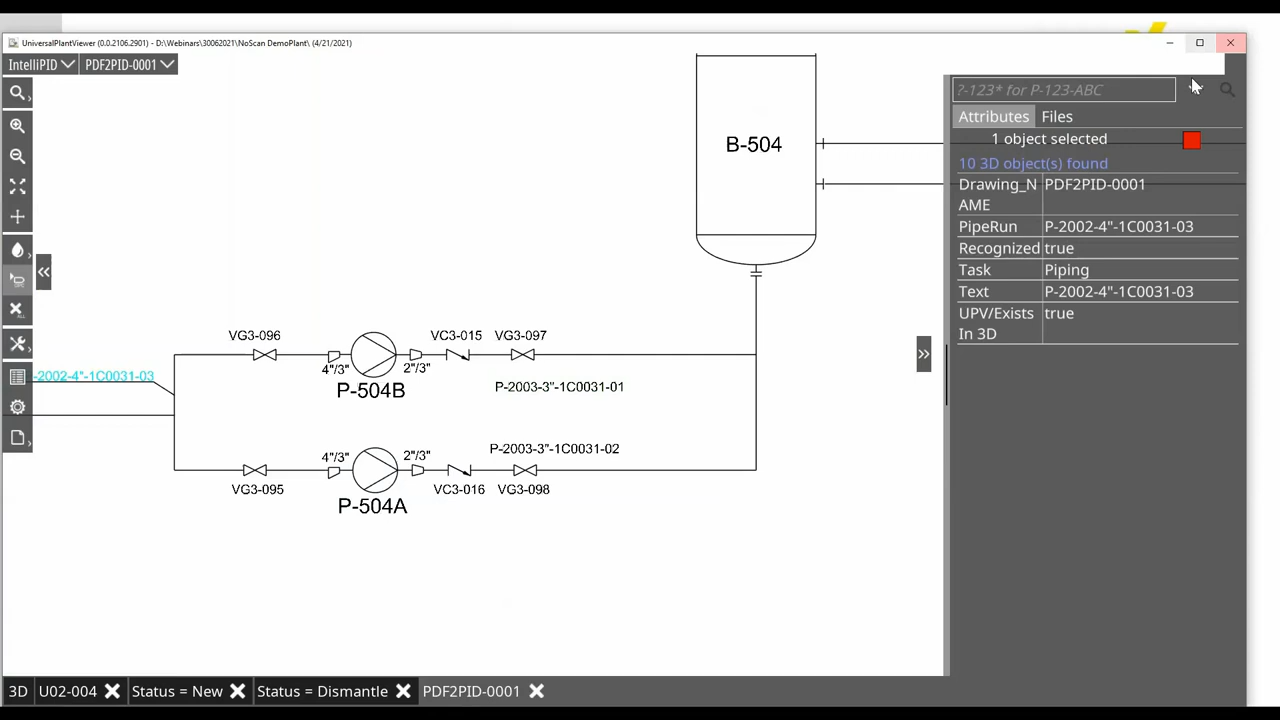 UniversalPlantViewer (0.0.2106.2901) - D:\Webinars\30062021\NoScan DemoPlant\ (4/21/2021)
IntelliPID PDF2PID-0001
?-123* for P-123-ABC
Attributes Files
1 object selected
10 3D object(s) found
Drawing_N
AME
PDF2PID-0001
PipeRun P-2002-4"-1C0031-03
Recognized true
Task Piping
Text P-2002-4"-1C0031-03
UPV/Exists
In 3D
true
B-504
VG3-096
VC3-015
VG3-097
4"/3"
2"/3"
P-504B
-2002-4"-1C0031-03
P-2003-3"-1C0031-01
P-2003-3"-1C0031-02
4"/3"
2"/3"
VG3-095
VC3-016
VG3-098
P-504A
ALL
3D U02-004 Status = New Status = Dismantle PDF2PID-0001